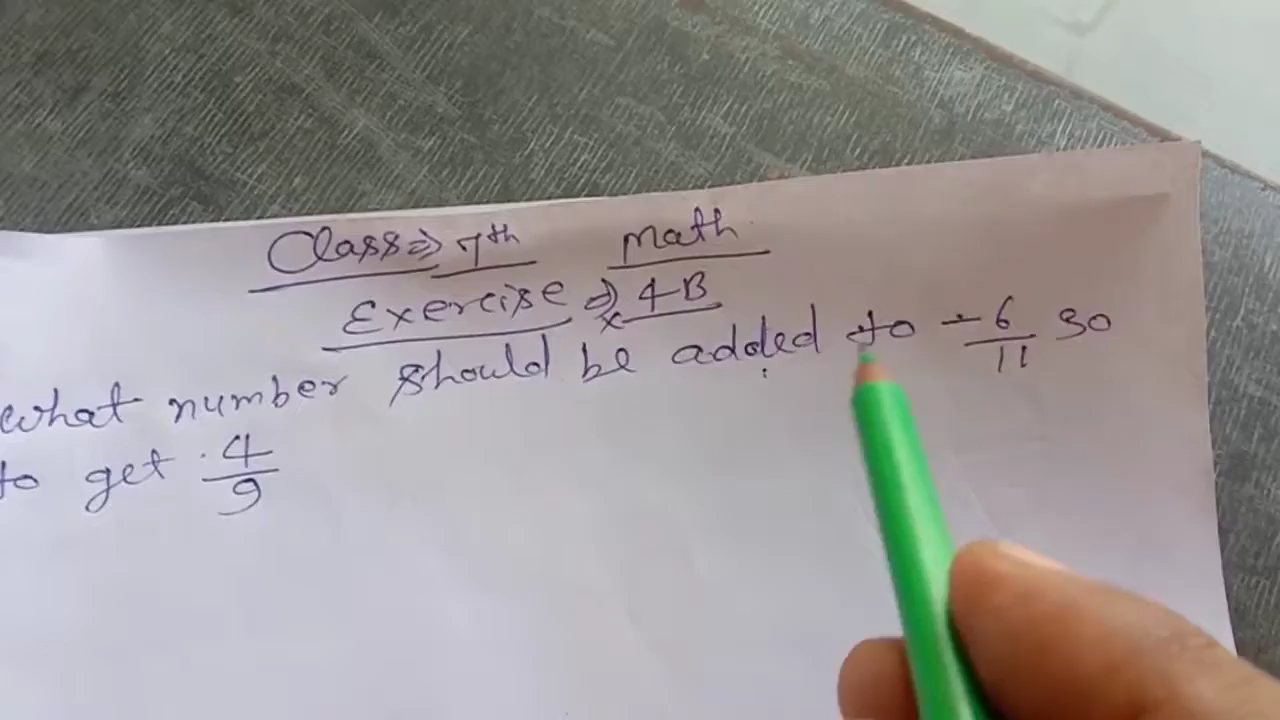 Class⇒ 7th Math
Exercise ⇒ 4B
what number should be added to -6/11 so
to get 4/9